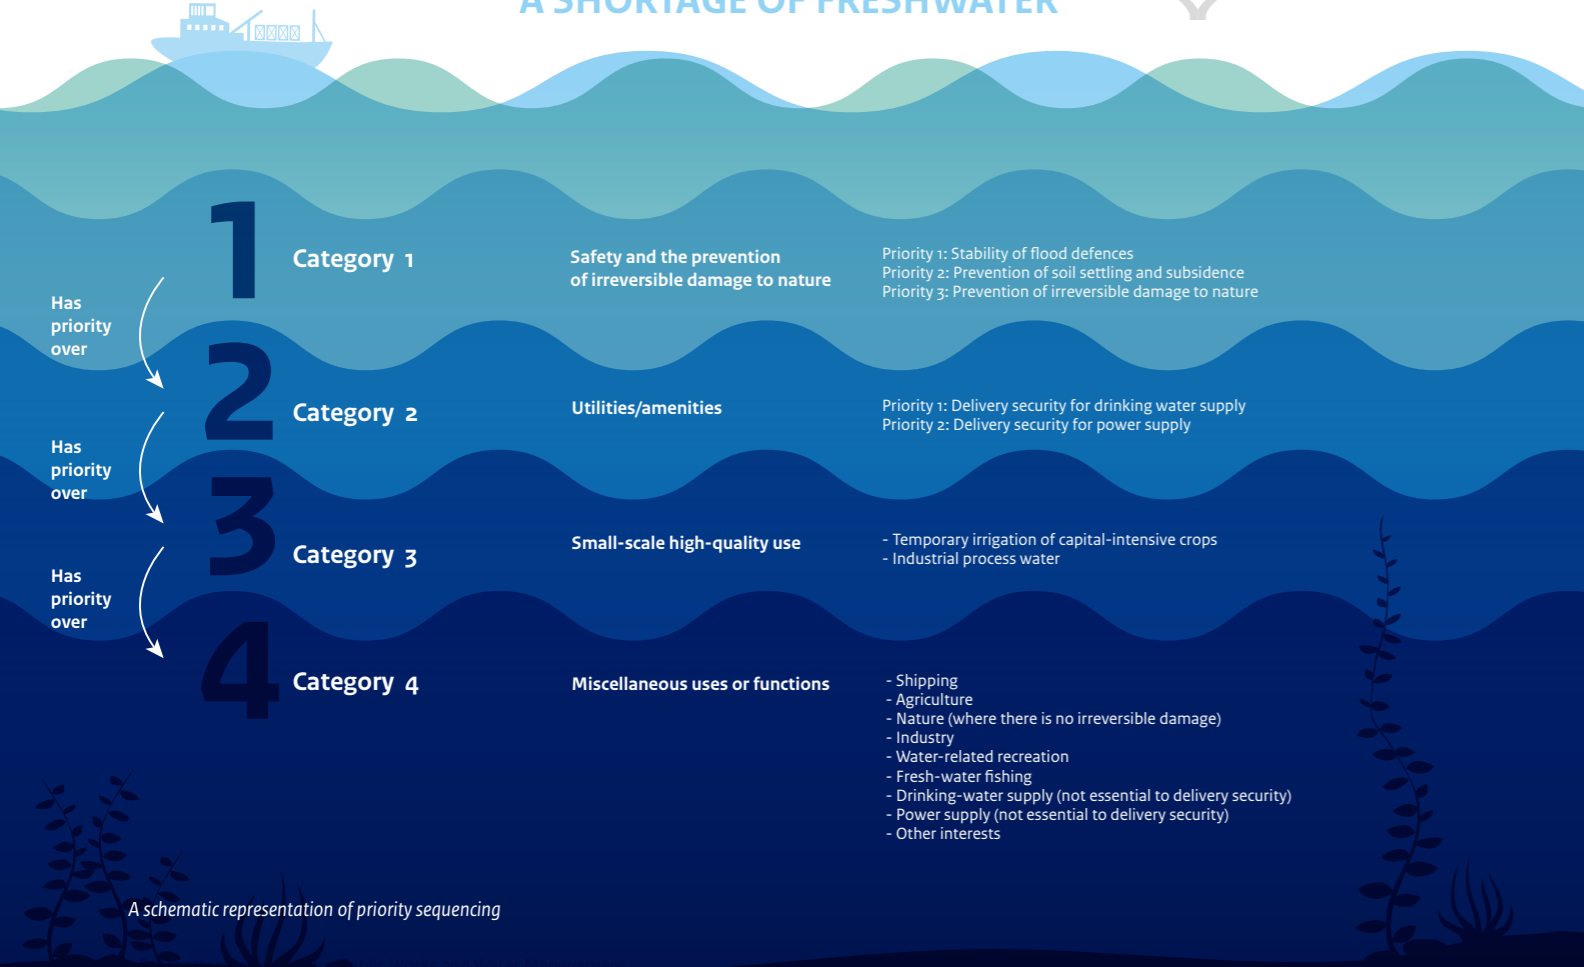 A SHORTAGE OF FRESHWATER
1
Category 1
Safety and the prevention
of irreversible damage to nature
Priority 1: Stability of flood defences
Priority 2: Prevention of soil settling and subsidence
Priority 3: Prevention of irreversible damage to nature
Has
priority
over
2
Category 2
Utilities/amenities
Priority 1: Delivery security for drinking water supply
Priority 2: Delivery security for power supply
Has
priority
over
3
Category 3
Small-scale high-quality use
- Temporary irrigation of capital-intensive crops
- Industrial process water
Has
priority
over
4
Category 4
Miscellaneous uses or functions
- Shipping
- Agriculture
- Nature (where there is no irreversible damage)
- Industry
- Water-related recreation
- Fresh-water fishing
- Drinking-water supply (not essential to delivery security)
- Power supply (not essential to delivery security)
- Other interests
A schematic representation of priority sequencing